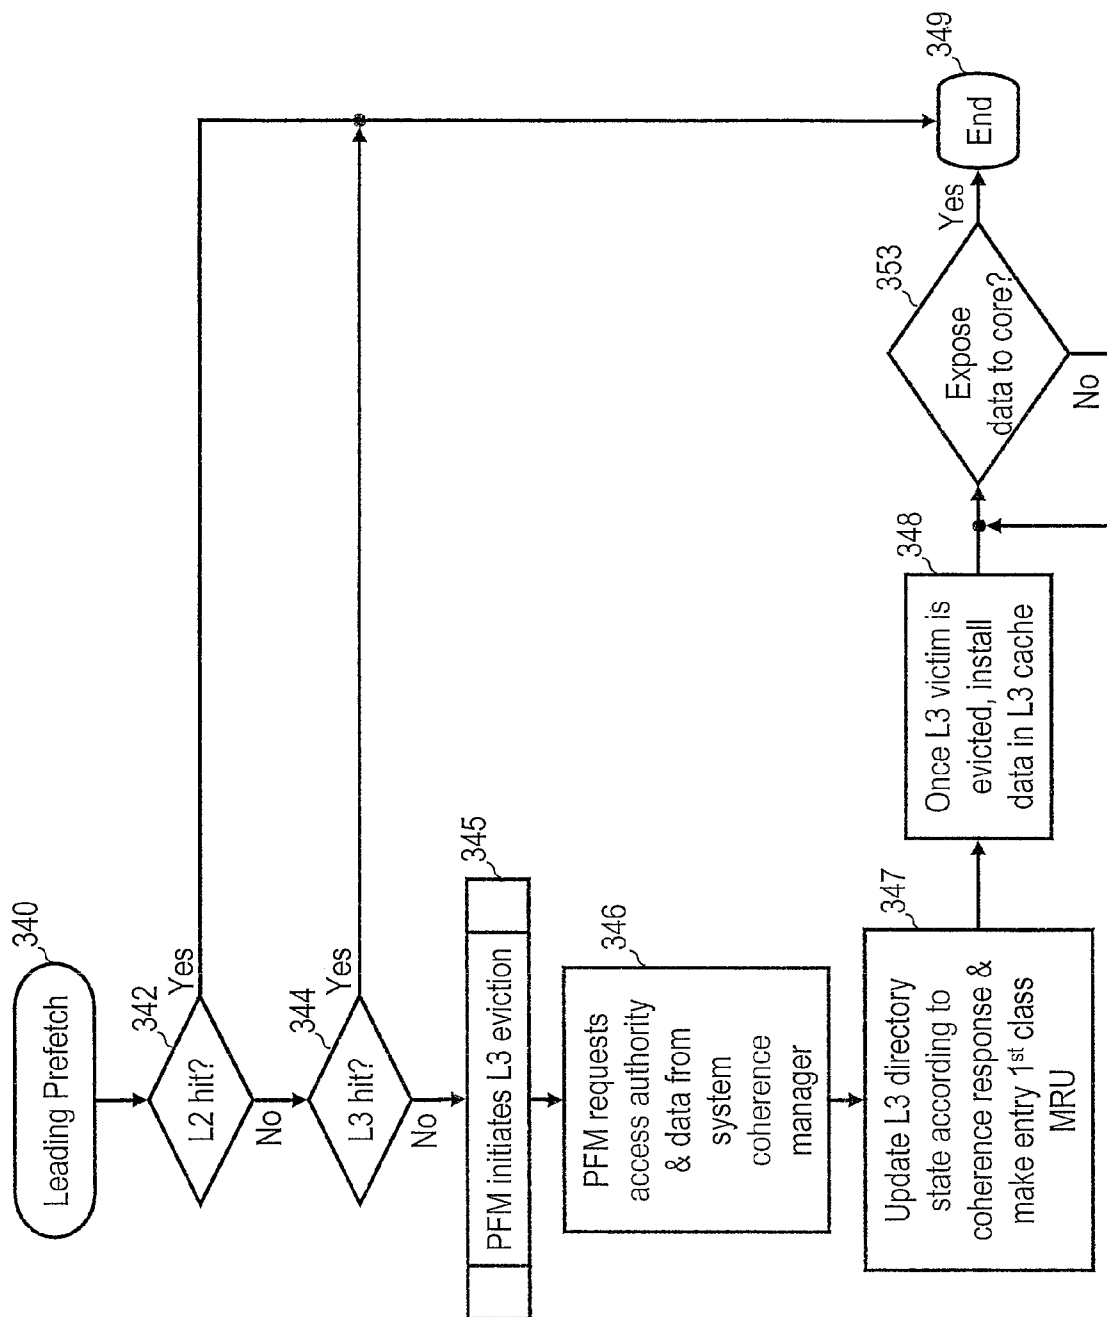 340
Leading Prefetch
342
L2 hit?
Yes
No
344
L3 hit?
Yes
No
345
PFM initiates L3 eviction
346
PFM requests
access authority
& data from
system
coherence
manager
347
Update L3 directory
state according to
coherence response &
make entry 1st class
MRU
348
Once L3 victim is
evicted, install
data in L3 cache
353
Expose
data to core?
Yes
No
349
End